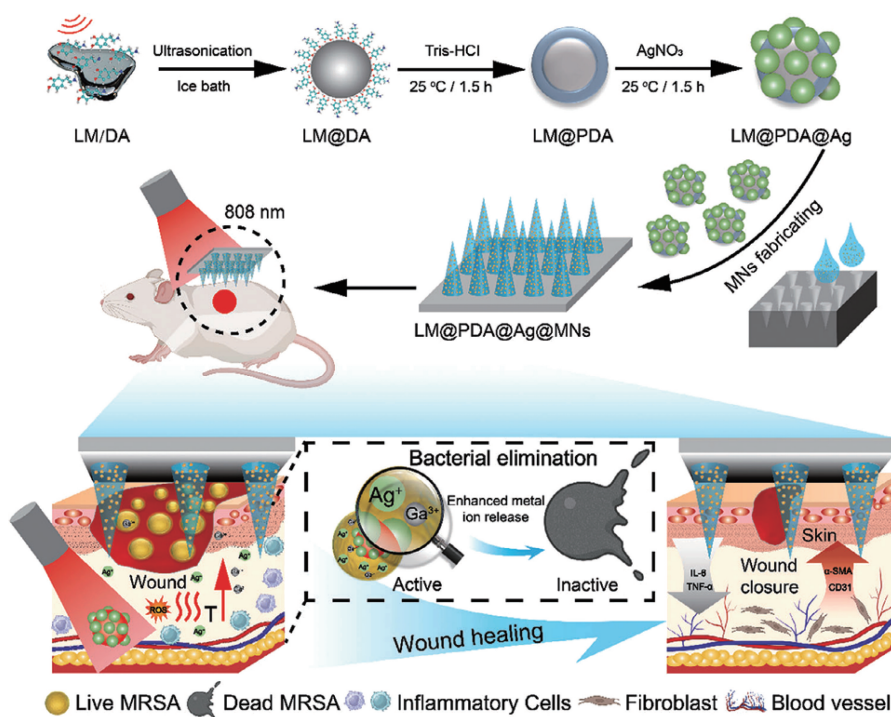 Ultrasonication
Ice bath
Tris-HCl
25 °C / 1.5 h
AgNO₃
25 °C / 1.5 h
LM/DA
LM@DA
LM@PDA
LM@PDA@Ag
808 nm
MNs fabricating
LM@PDA@Ag@MNs
Bacterial elimination
Ag⁺
Ga³⁺
Enhanced metal
ion release
Active
Inactive
Wound
Ag⁺
Ag⁺
Ag⁺
ROS
T
Ag⁺
Wound healing
Skin
IL-6
TNF-α
Wound
closure
α-SMA
CD31
Live MRSA
Dead MRSA
Inflammatory Cells
Fibroblast
Blood vessel